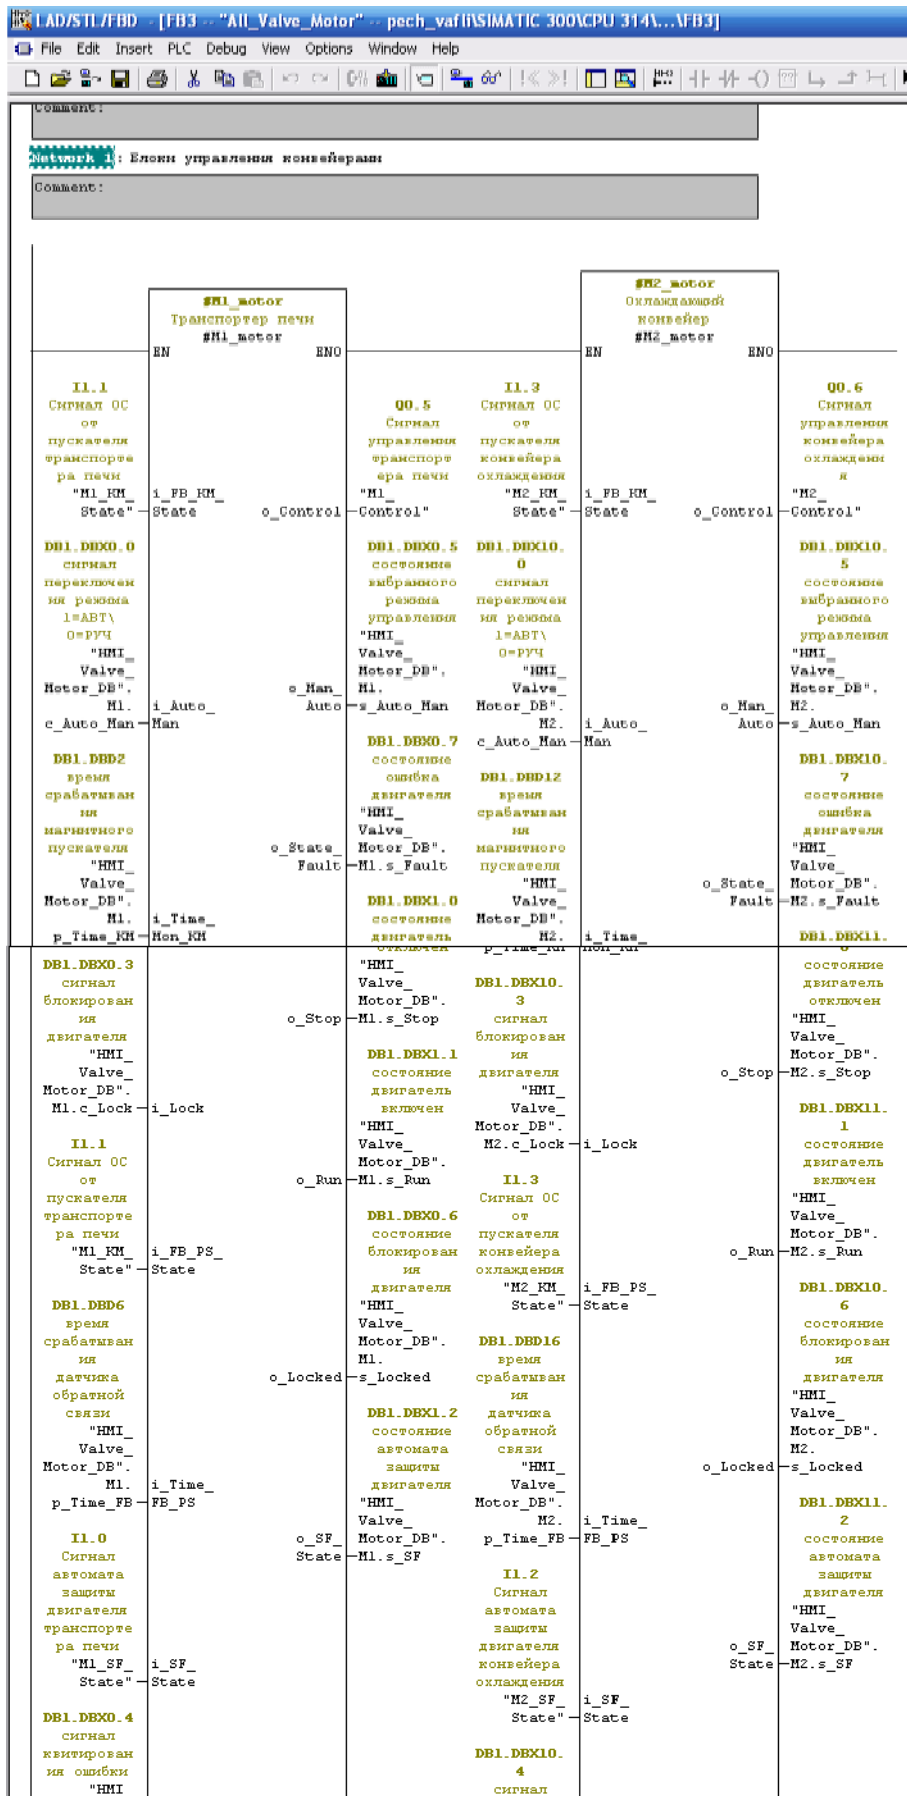 LAD/STL/FBD - [FB3 -- "All_Valve_Motor" -- pech_vafli\SIMATIC 300\CPU 314\...\FB3]
File Edit Insert PLC Debug View Options Window Help
Comment:
Network 1: Блоки управления конвейерами
Comment:
#M1_motor
Транспортер печи
#M1_motor
EN ENO
I1.1
Сигнал ОС
от
пускателя
транспорте
ра печи
"M1_KM_
State"
i_FB_KM_
State
DB1.DBX0.0
сигнал
переключен
ия режима
1=АВТ\
0=РУЧ
"HMI_
Valve_
Motor_DB".
M1.
c_Auto_Man
i_Auto_
Man
DB1.DBD2
время
срабатыван
ия
магнитного
пускателя
"HMI_
Valve_
Motor_DB".
M1.
p_Time_KM
i_Time_
Mon_KM
DB1.DBX0.3
сигнал
блокирован
ия
двигателя
"HMI_
Valve_
Motor_DB".
M1.c_Lock
i_Lock
I1.1
Сигнал ОС
от
пускателя
транспорте
ра печи
"M1_KM_
State"
i_FB_PS_
State
DB1.DBD6
время
срабатыван
ия
датчика
обратной
связи
"HMI_
Valve_
Motor_DB".
M1.
p_Time_FB
i_Time_
FB_PS
I1.0
Сигнал
автомата
защиты
двигателя
транспорте
ра печи
"M1_SF_
State"
i_SF_
State
DB1.DBX0.4
сигнал
квитирован
ия ошибки
"HMI
Q0.5
Сигнал
управления
транспорт
ера печи
"M1_
Control"
o_Control
DB1.DBX0.5
состояние
выбранного
режима
управления
"HMI_
Valve_
Motor_DB".
M1.
s_Auto_Man
o_Man_
Auto
DB1.DBX0.7
состояние
ошибка
двигателя
"HMI_
Valve_
Motor_DB".
M1.s_Fault
o_State_
Fault
DB1.DBX1.0
состояние
двигатель
отключен
"HMI_
Valve_
Motor_DB".
M1.s_Stop
o_Stop
DB1.DBX1.1
состояние
двигатель
включен
"HMI_
Valve_
Motor_DB".
M1.s_Run
o_Run
DB1.DBX0.6
состояние
блокирован
ия
двигателя
"HMI_
Valve_
Motor_DB".
M1.
s_Locked
o_Locked
DB1.DBX1.2
состояние
автомата
защиты
двигателя
"HMI_
Valve_
Motor_DB".
M1.s_SF
o_SF_
State
#M2_motor
Охлаждающий
конвейер
#M2_motor
EN ENO
I1.3
Сигнал ОС
от
пускателя
конвейера
охлаждения
"M2_KM_
State"
i_FB_KM_
State
DB1.DBX10.
0
сигнал
переключен
ия режима
1=АВТ\
0=РУЧ
"HMI_
Valve_
Motor_DB".
M2.
c_Auto_Man
i_Auto_
Man
DB1.DBD12
время
срабатыван
ия
магнитного
пускателя
"HMI_
Valve_
Motor_DB".
M2.
p_Time_KM
i_Time_
Mon_KM
DB1.DBX10.
3
сигнал
блокирован
ия
двигателя
"HMI_
Valve_
Motor_DB".
M2.c_Lock
i_Lock
I1.3
Сигнал ОС
от
пускателя
конвейера
охлаждения
"M2_KM_
State"
i_FB_PS_
State
DB1.DBD16
время
срабатыван
ия
датчика
обратной
связи
"HMI_
Valve_
Motor_DB".
M2.
p_Time_FB
i_Time_
FB_PS
I1.2
Сигнал
автомата
защиты
двигателя
конвейера
охлаждения
"M2_SF_
State"
i_SF_
State
DB1.DBX10.
4
сигнал
Q0.6
Сигнал
управления
конвейера
охлаждени
я
"M2_
Control"
o_Control
DB1.DBX10.
5
состояние
выбранного
режима
управления
"HMI_
Valve_
Motor_DB".
M2.
s_Auto_Man
o_Man_
Auto
DB1.DBX10.
7
состояние
ошибка
двигателя
"HMI_
Valve_
Motor_DB".
M2.s_Fault
o_State_
Fault
DB1.DBX11.
состояние
двигатель
отключен
"HMI_
Valve_
Motor_DB".
M2.s_Stop
o_Stop
DB1.DBX11.
1
состояние
двигатель
включен
"HMI_
Valve_
Motor_DB".
M2.s_Run
o_Run
DB1.DBX10.
6
состояние
блокирован
ия
двигателя
"HMI_
Valve_
Motor_DB".
M2.
s_Locked
o_Locked
DB1.DBX11.
2
состояние
автомата
защиты
двигателя
"HMI_
Valve_
Motor_DB".
M2.s_SF
o_SF_
State